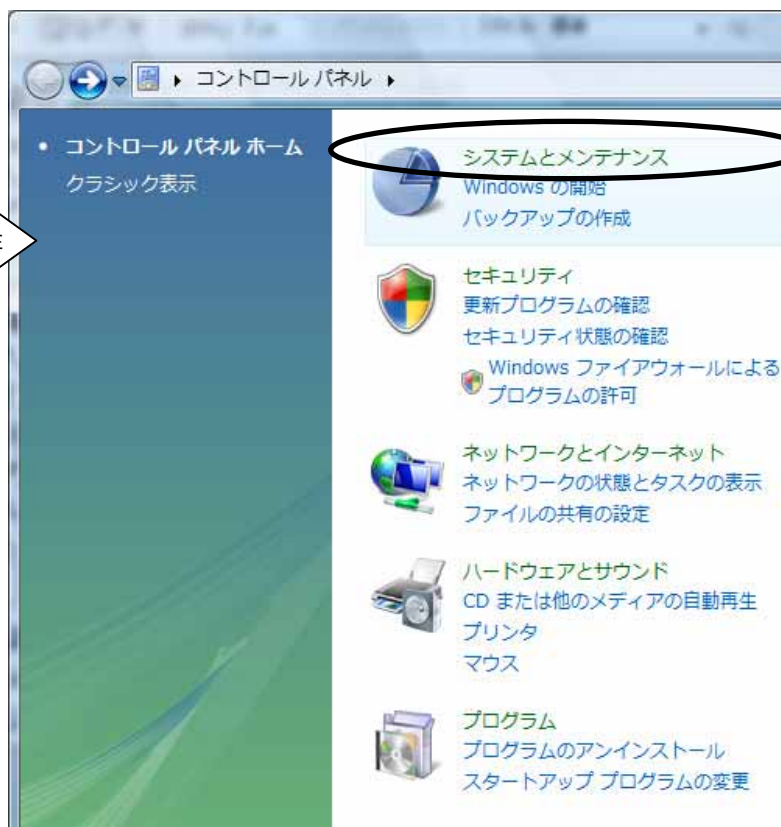 コントロール パネル
コントロール パネル ホーム
クラシック表示
システムとメンテナンス
Windows の開始
バックアップの作成
セキュリティ
更新プログラムの確認
セキュリティ状態の確認
Windows ファイアウォールによる
プログラムの許可
ネットワークとインターネット
ネットワークの状態とタスクの表示
ファイルの共有の設定
ハードウェアとサウンド
CD または他のメディアの自動再生
プリンタ
マウス
プログラム
プログラムのアンインストール
スタートアップ プログラムの変更